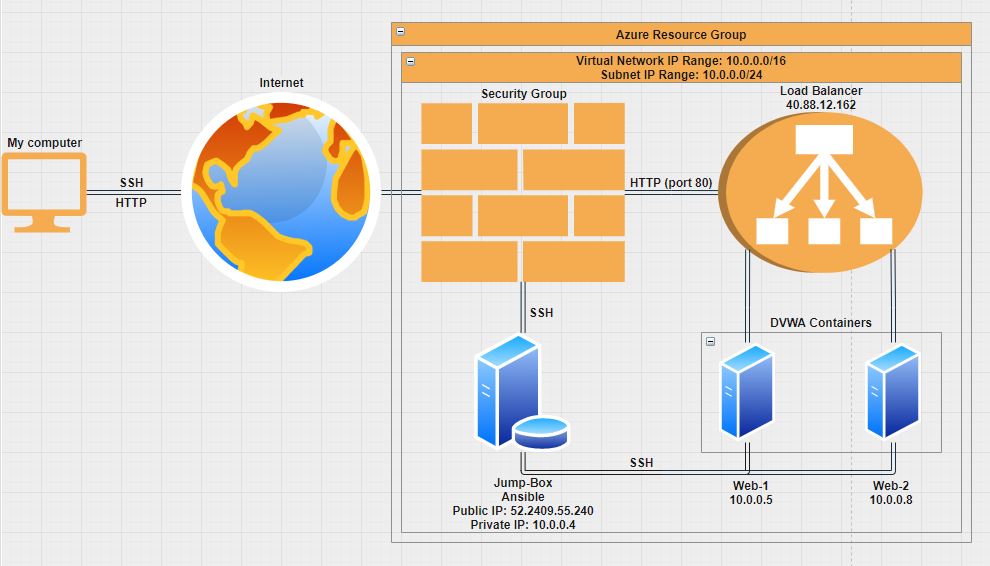 Azure Resource Group
Virtual Network IP Range: 10.0.0.0/16
Subnet IP Range: 10.0.0.0/24
Internet
Security Group
Load Balancer
40.88.12.162
My computer
SSH
HTTP
HTTP (port 80)
SSH
DVWA Containers
SSH
Jump-Box
Ansible
Public IP: 52.2409.55.240
Private IP: 10.0.0.4
Web-1
10.0.0.5
Web-2
10.0.0.8